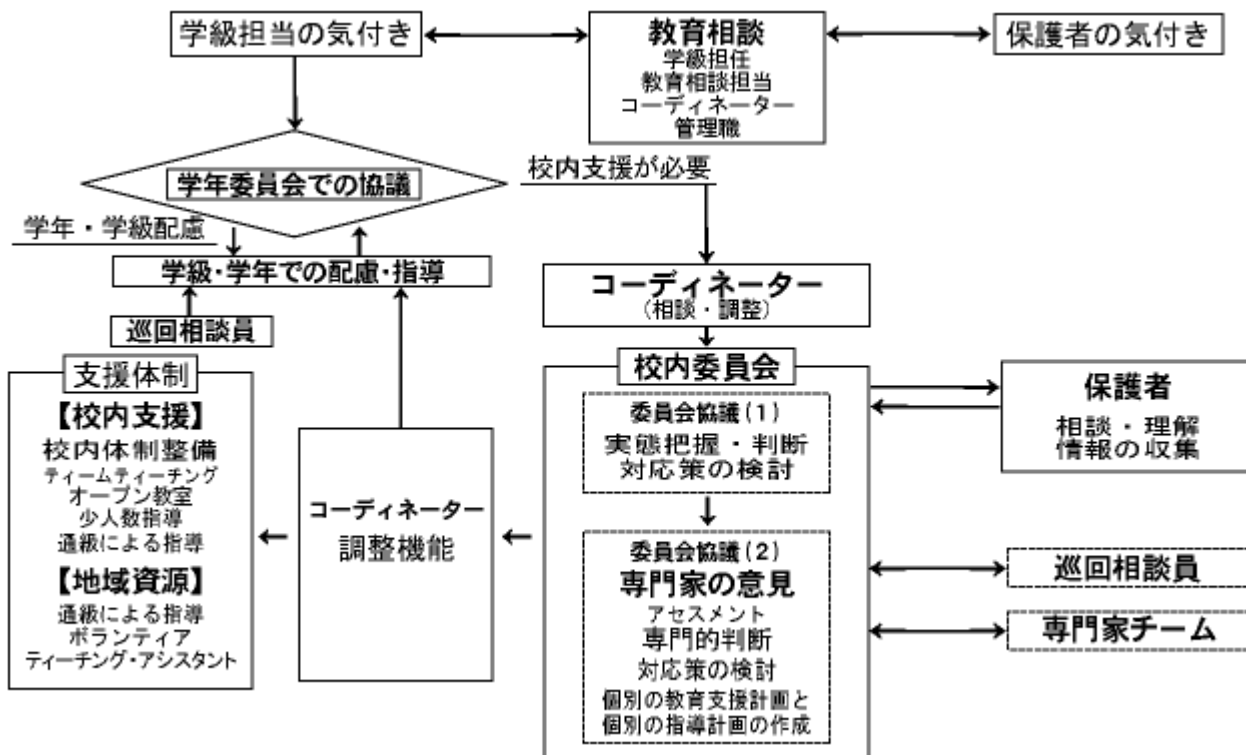 学級担当の気付き
教育相談
学級担任
教育相談担当
コーディネーター
管理職
保護者の気付き
学年委員会での協議
校内支援が必要
学年・学級配慮
学級・学年での配慮・指導
コーディネーター
(相談・調整)
巡回相談員
支援体制
【校内支援】
校内体制整備
ティームティーチング
オープン教室
少人数指導
通級による指導
【地域資源】
通級による指導
ボランティア
ティーチング・アシスタント
コーディネーター
調整機能
校内委員会
委員会協議(1)
実態把握・判断
対応策の検討
委員会協議(2)
専門家の意見
アセスメント
専門的判断
対応策の検討
個別の教育支援計画と
個別の指導計画の作成
保護者
相談・理解
情報の収集
巡回相談員
専門家チーム